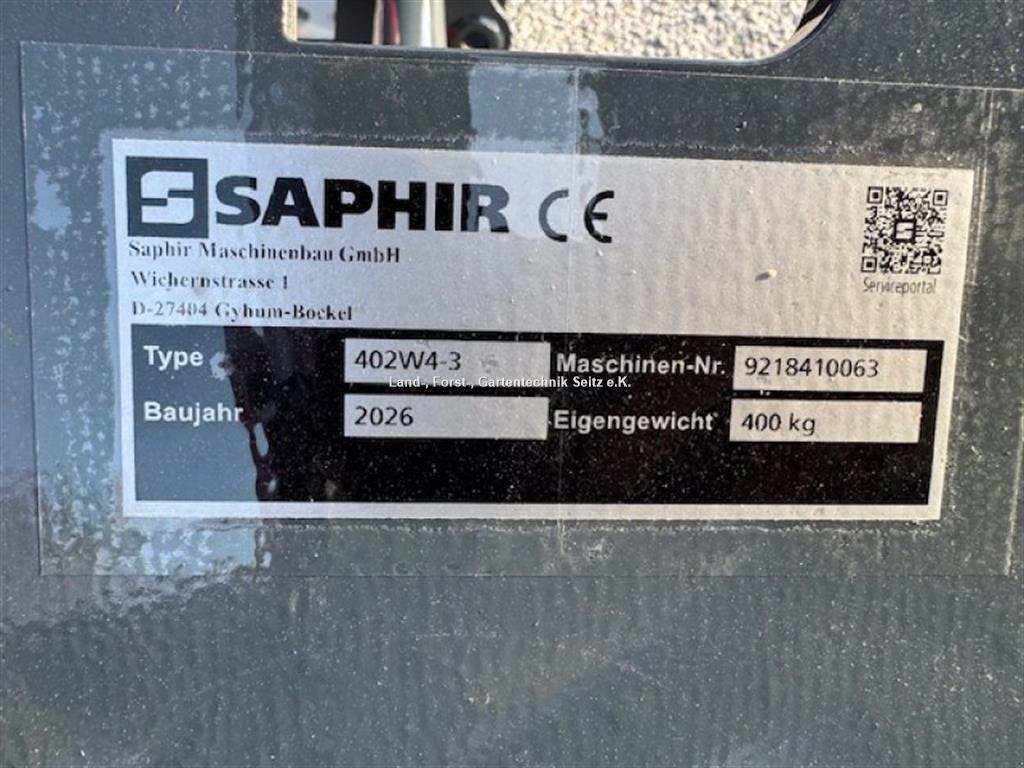 SAPHIR CE
Saphir Maschinenbau GmbH
Wichernstrasse 1
D-27404 Gyhum-Bockel
Serviceportal
Type 402W4-3 Maschinen-Nr. 9218410063
Land-, Forst-, Gartentechnik Seitz e.K.
Baujahr 2026 Eigengewicht 400 kg